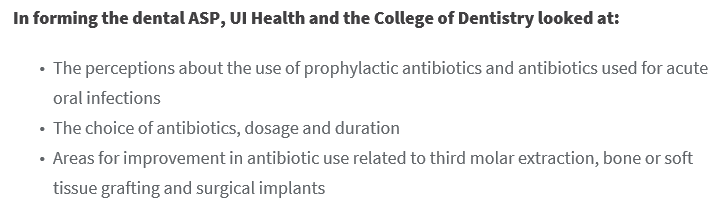 In forming the dental ASP, UI Health and the College of Dentistry looked at:
• The perceptions about the use of prophylactic antibiotics and antibiotics used for acute
oral infections
• The choice of antibiotics, dosage and duration
• Areas for improvement in antibiotic use related to third molar extraction, bone or soft
tissue grafting and surgical implants